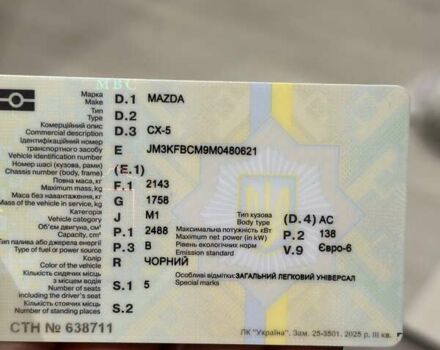 МВС
Марка
Make D.1 MAZDA
Тип
Type D.2
Комерційний опис
Commercial description D.3 CX-5
Ідентифікаційний номер
транспортного засобу
Vehicle identification number E JM3KFBCM9M0480621
Номер шасі (кузова, рами)
Chassis number (body, frame) (E.1)
Повна маса, кг
Maximum mass, kg F.1 2143
Маса без навантаження, кг
Mass of the vehicle in service, kg G 1758
Категорія
Vehicle category J M1 Тип кузова
Body type (D.4) AC
Об'єм двигуна, см³
Capacity, cm³ P.1 2488 Максимальна потужність кВт
Maximum net power (in kW) P.2 138
Тип палива або джерела енергії
Type of fuel or power source P.3 B Рівень екологічних норм
Emission standard V.9 Євро-6
Колір
Color of the vehicle R ЧОРНИЙ
Кількість сидячих місць
з місцем водія
Number of seats
including the driver's seat S.1 5 Особливі відмітки: ЗАГАЛЬНИЙ ЛЕГКОВИЙ УНІВЕРСАЛ
Special marks
Кількість стоячих місць
Number of standing places S.2
СТН № 638711
ПК "Україна". Зам. 25-3501. 2025 р. III кв.